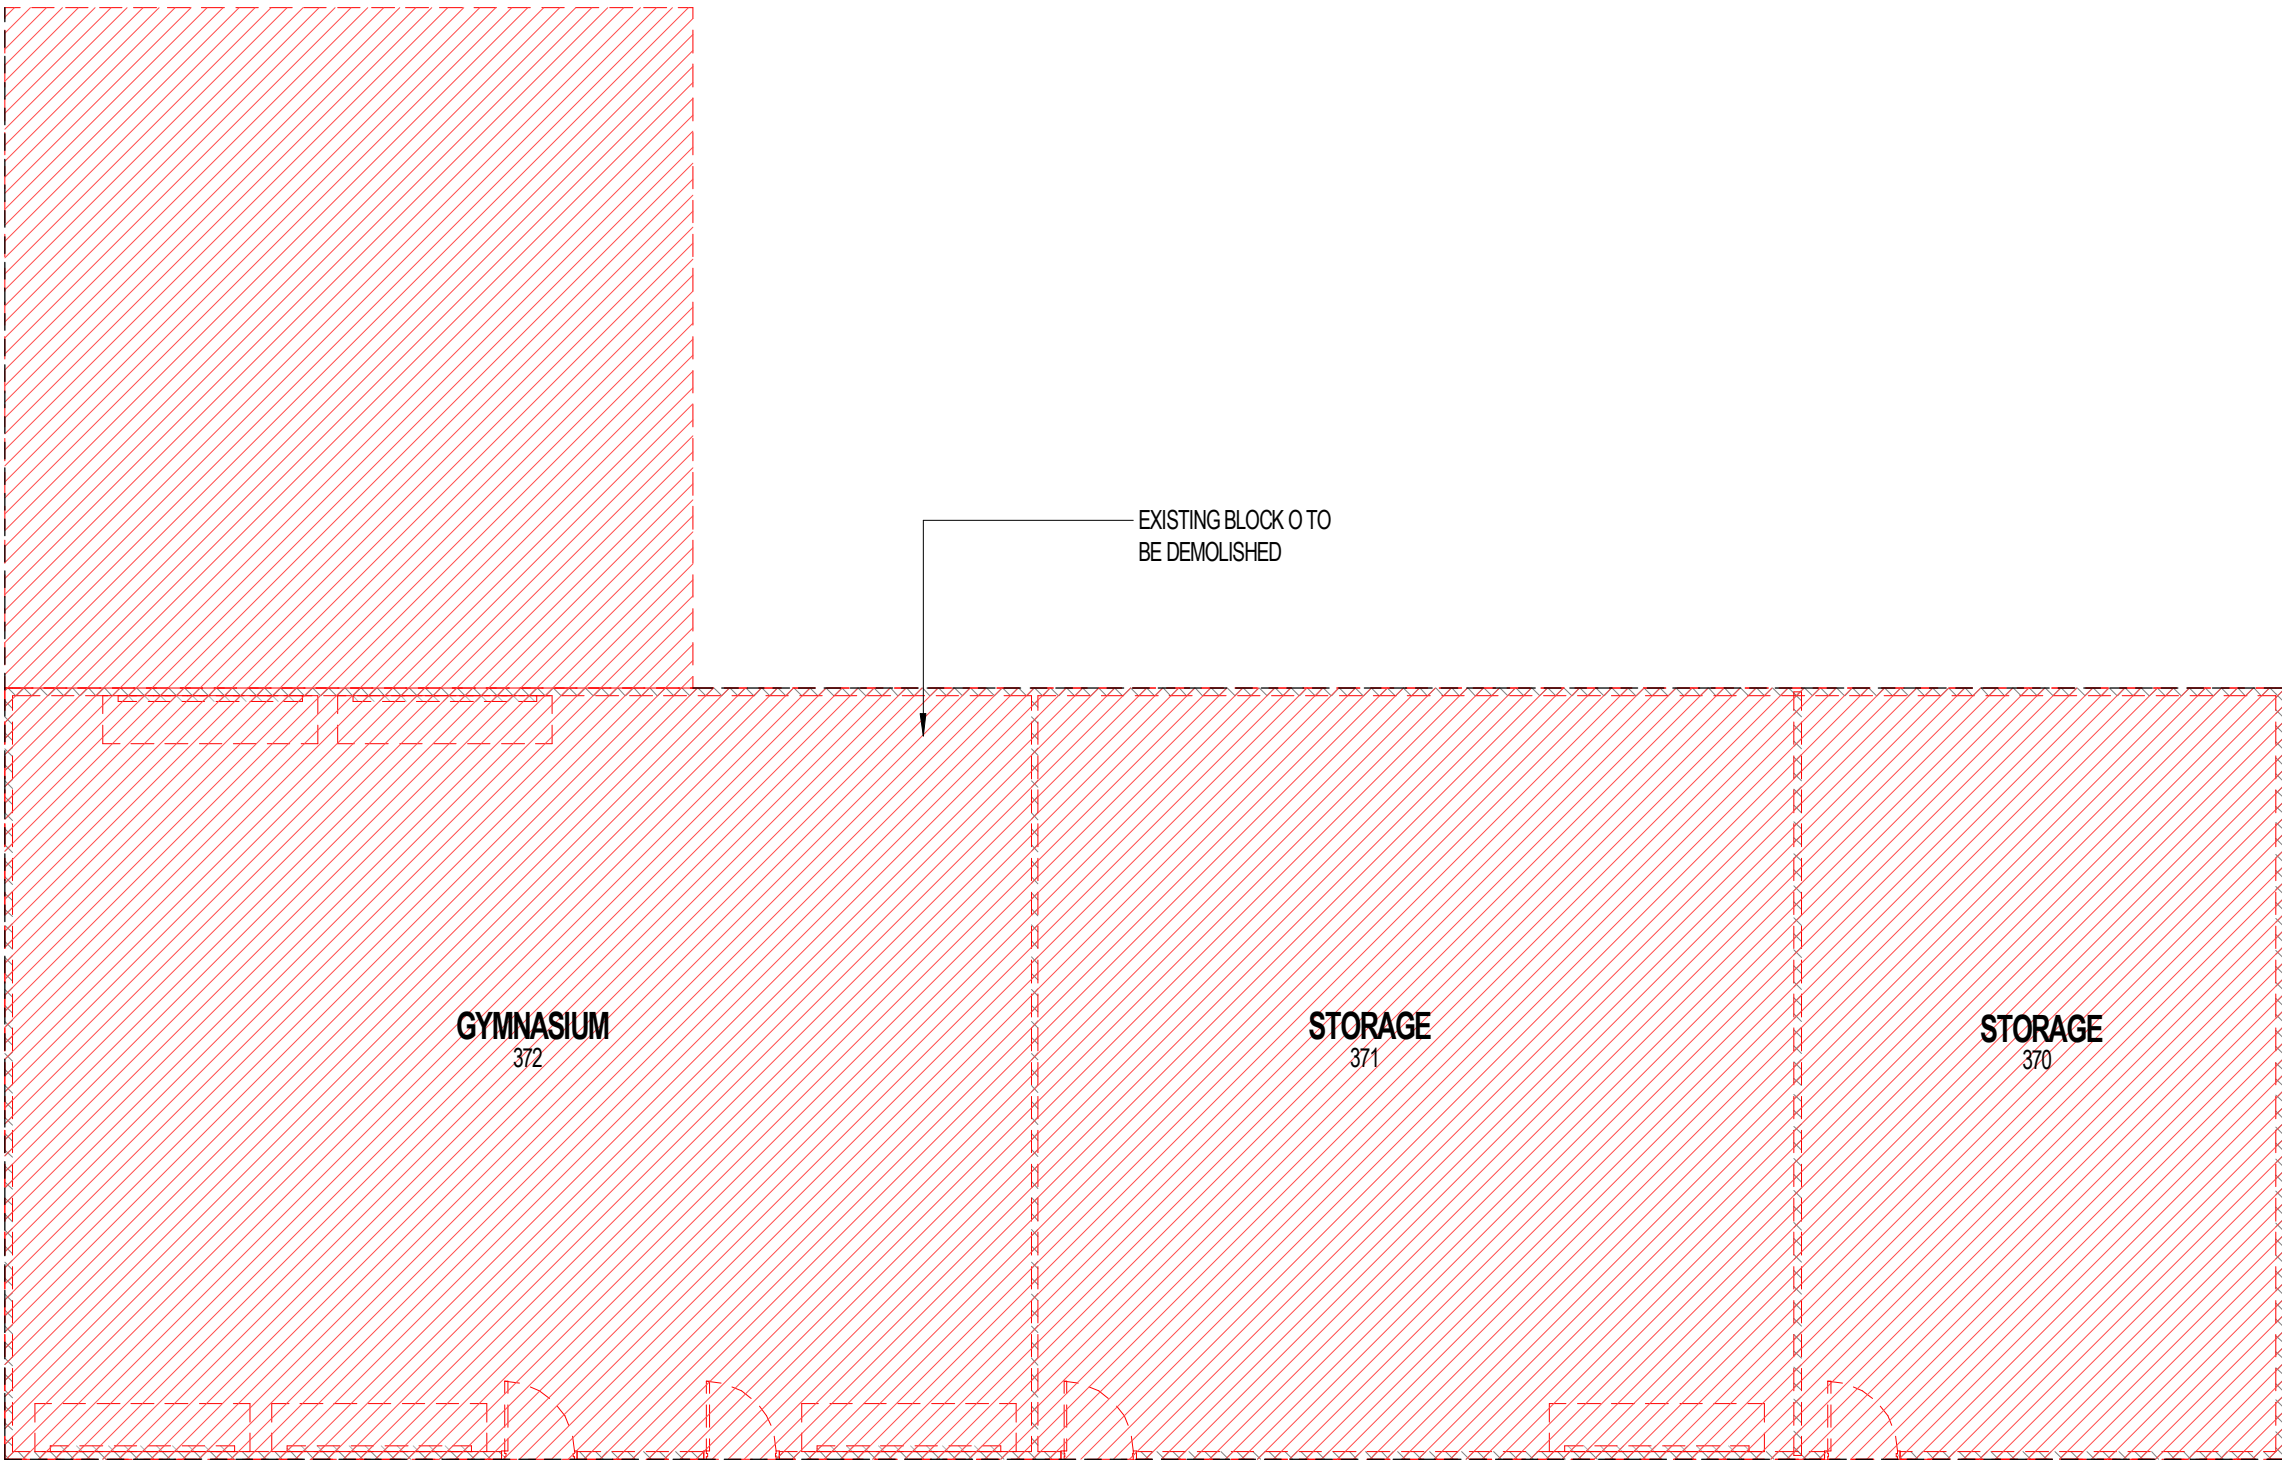 EXISTING BLOCK O TO
BE DEMOLISHED
GYMNASIUM
372
STORAGE
371
STORAGE
370